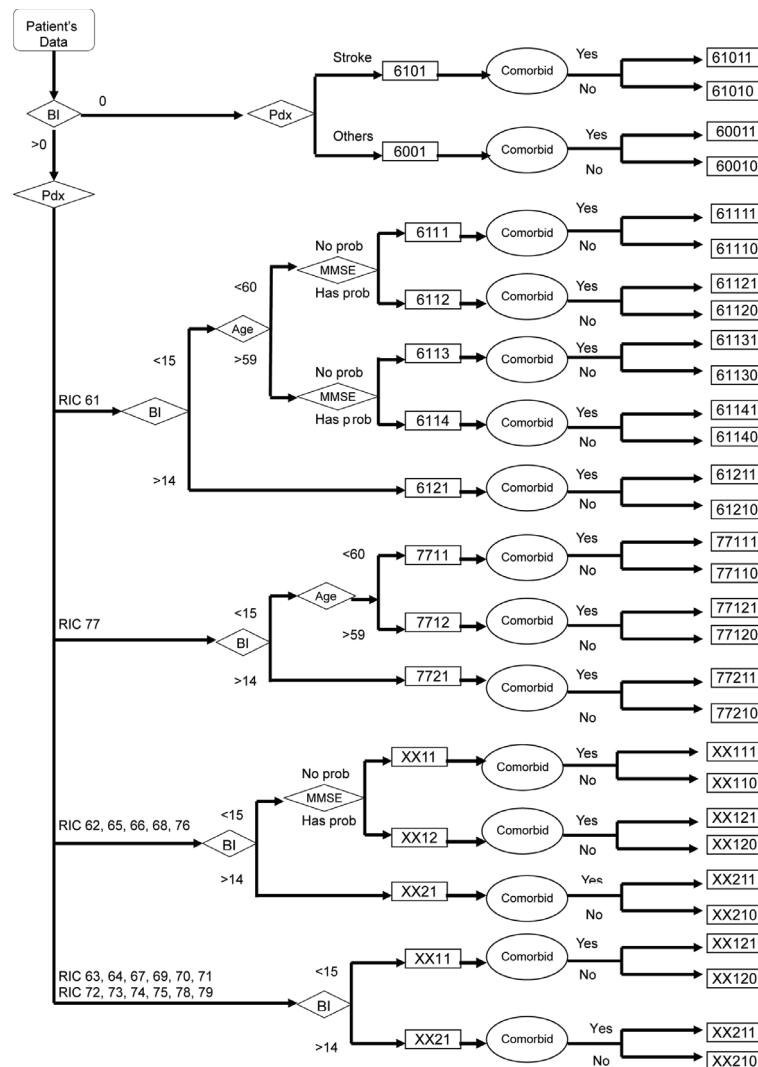 Patient's
Data
BI
0
>0
Pdx
Stroke
6101
Comorbid
Yes
No
61011
61010
Others
6001
Comorbid
Yes
No
60011
60010
Pdx
RIC 61
BI
<15
Age
<60
No prob
MMSE
Has prob
6111
Comorbid
Yes
No
61111
61110
6112
Comorbid
Yes
No
61121
61120
>59
No prob
MMSE
Has prob
6113
Comorbid
Yes
No
61131
61130
6114
Comorbid
Yes
No
61141
61140
>14
6121
Comorbid
Yes
No
61211
61210
RIC 77
BI
<15
Age
<60
7711
Comorbid
Yes
No
77111
77110
>59
7712
Comorbid
Yes
No
77121
77120
>14
7721
Comorbid
Yes
No
77211
77210
RIC 62, 65, 66, 68, 76
BI
<15
No prob
MMSE
Has prob
XX11
Comorbid
Yes
No
XX111
XX110
XX12
Comorbid
Yes
No
XX121
XX120
>14
XX21
Comorbid
Yes
No
XX211
XX210
RIC 63, 64, 67, 69, 70, 71
RIC 72, 73, 74, 75, 78, 79
BI
<15
XX11
Comorbid
Yes
No
XX121
XX120
>14
XX21
Comorbid
Yes
No
XX211
XX210